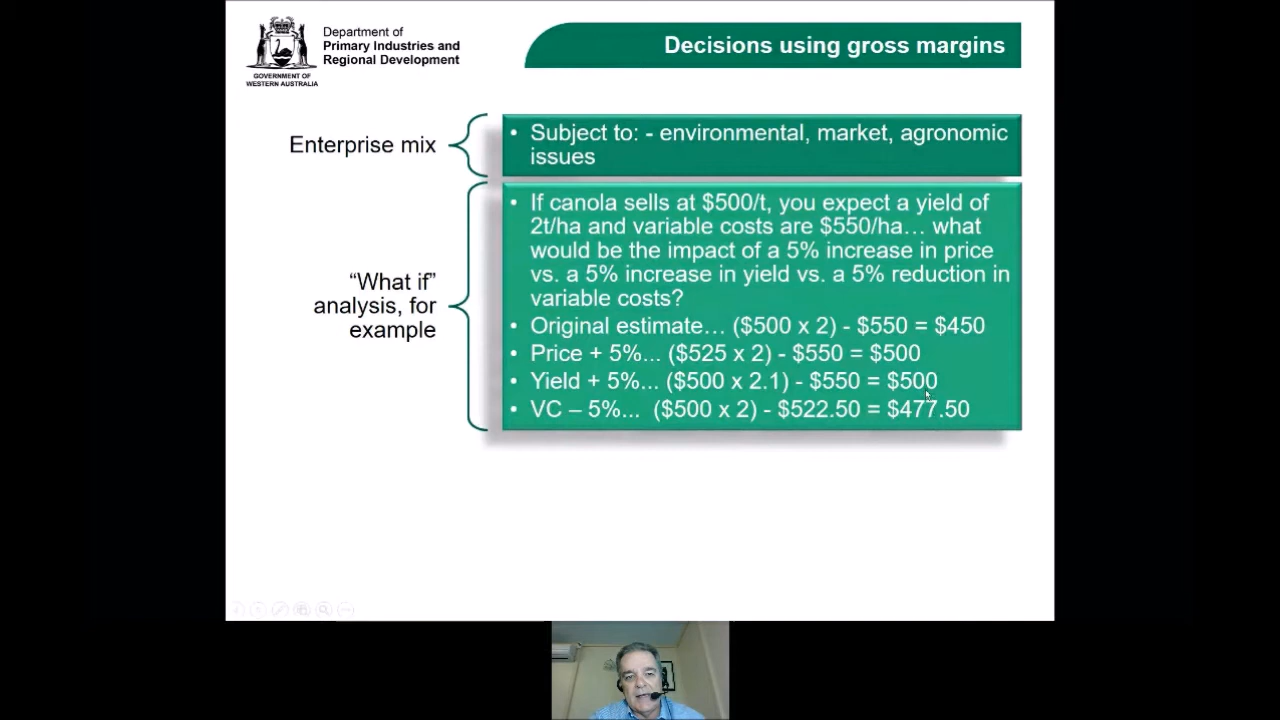 Department of
Primary Industries and
Regional Development
GOVERNMENT OF
WESTERN AUSTRALIA
Decisions using gross margins
Enterprise mix
• Subject to: - environmental, market, agronomic
issues
"What if"
analysis, for
example
• If canola sells at $500/t, you expect a yield of
2t/ha and variable costs are $550/ha… what
would be the impact of a 5% increase in price
vs. a 5% increase in yield vs. a 5% reduction in
variable costs?
• Original estimate… ($500 x 2) - $550 = $450
• Price + 5%... ($525 x 2) - $550 = $500
• Yield + 5%... ($500 x 2.1) - $550 = $500
• VC – 5%... ($500 x 2) - $522.50 = $477.50